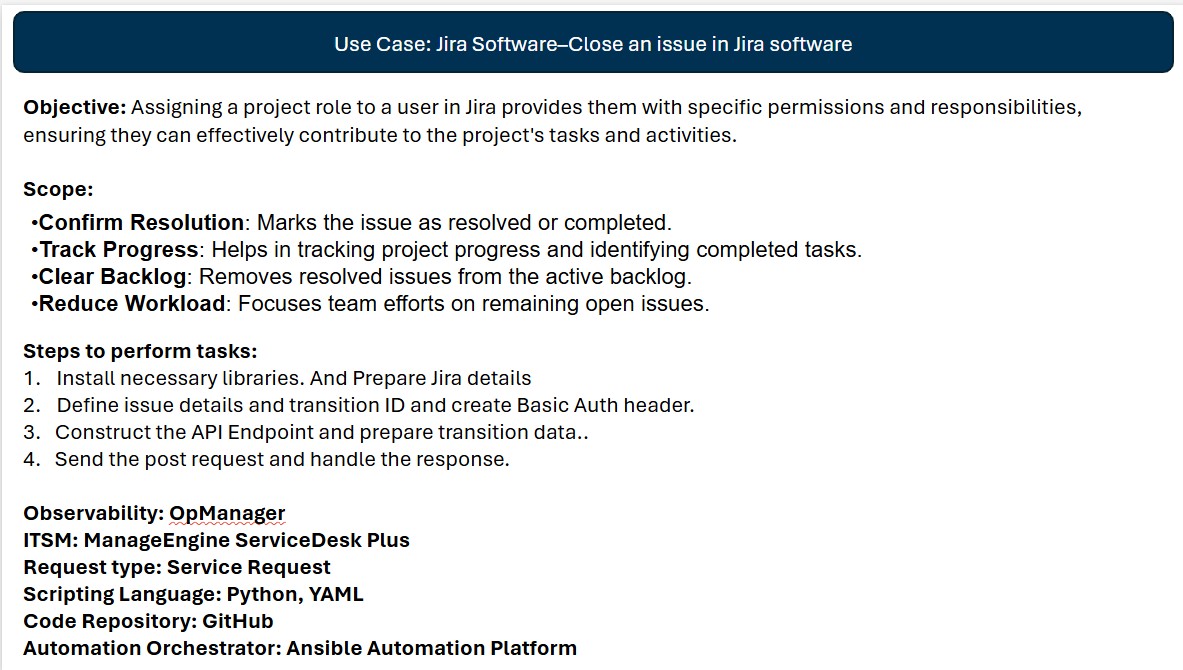 Use Case: Jira Software–Close an issue in Jira software
Objective: Assigning a project role to a user in Jira provides them with specific permissions and responsibilities,
ensuring they can effectively contribute to the project's tasks and activities.
Scope:
•Confirm Resolution: Marks the issue as resolved or completed.
•Track Progress: Helps in tracking project progress and identifying completed tasks.
•Clear Backlog: Removes resolved issues from the active backlog.
•Reduce Workload: Focuses team efforts on remaining open issues.
Steps to perform tasks:
1. Install necessary libraries. And Prepare Jira details
2. Define issue details and transition ID and create Basic Auth header.
3. Construct the API Endpoint and prepare transition data..
4. Send the post request and handle the response.
Observability: OpManager
ITSM: ManageEngine ServiceDesk Plus
Request type: Service Request
Scripting Language: Python, YAML
Code Repository: GitHub
Automation Orchestrator: Ansible Automation Platform